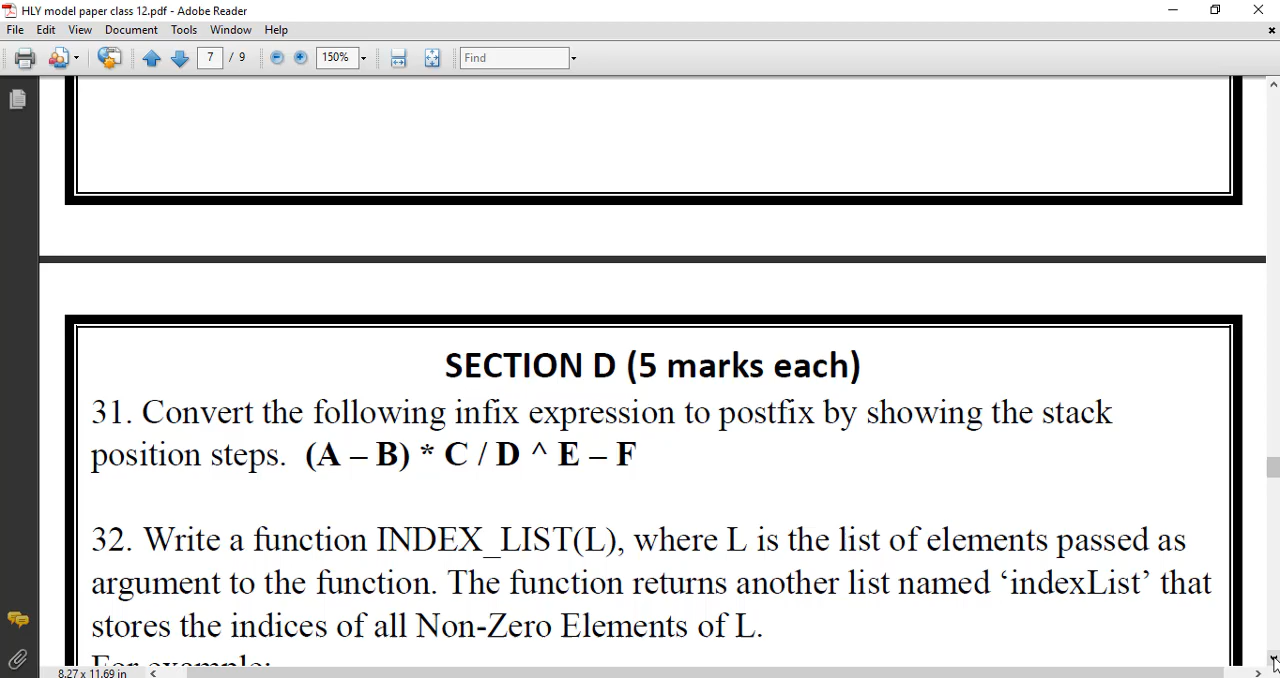 HLY model paper class 12.pdf - Adobe Reader
File Edit View Document Tools Window Help
7 / 9 150% Find
SECTION D (5 marks each)
31. Convert the following infix expression to postfix by showing the stack
position steps. (A – B) * C / D ^ E – F
32. Write a function INDEX_LIST(L), where L is the list of elements passed as
argument to the function. The function returns another list named ‘indexList’ that
stores the indices of all Non-Zero Elements of L.
For example:
8.27 x 11.69 in